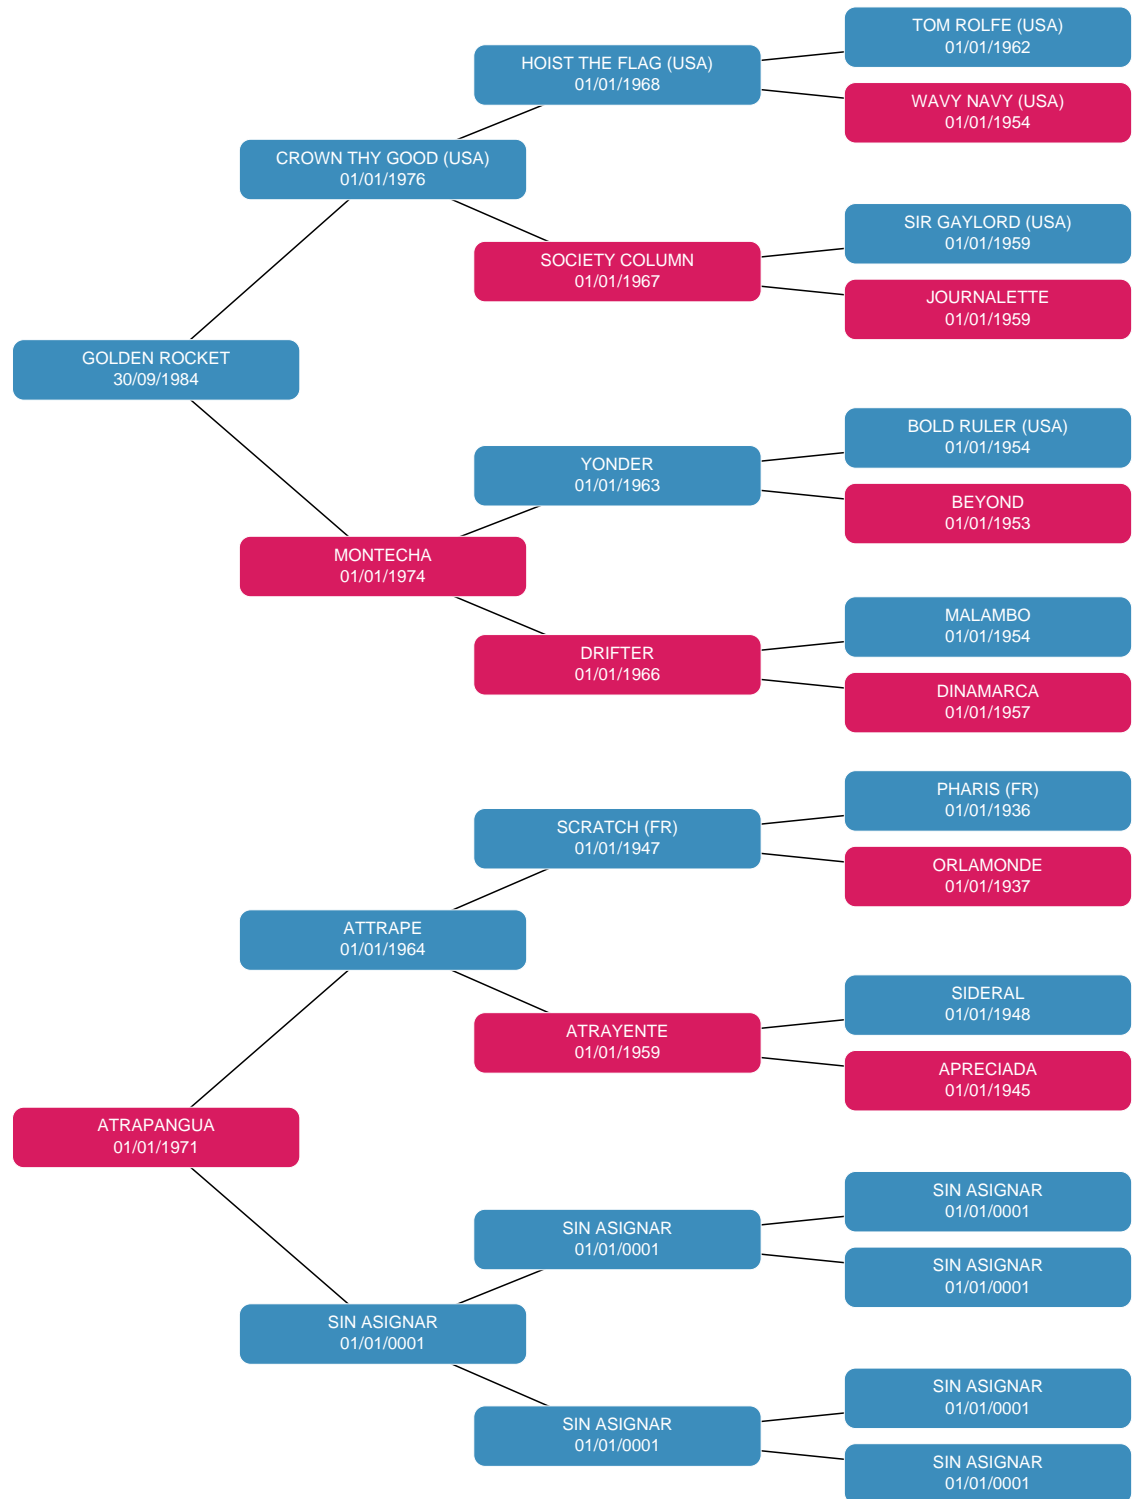 TOM ROLFE (USA)
01/01/1962
HOIST THE FLAG (USA)
01/01/1968
WAVY NAVY (USA)
01/01/1954
CROWN THY GOOD (USA)
01/01/1976
SIR GAYLORD (USA)
01/01/1959
SOCIETY COLUMN
01/01/1967
JOURNALETTE
01/01/1959
GOLDEN ROCKET
30/09/1984
BOLD RULER (USA)
01/01/1954
YONDER
01/01/1963
BEYOND
01/01/1953
MONTECHA
01/01/1974
MALAMBO
01/01/1954
DRIFTER
01/01/1966
DINAMARCA
01/01/1957
PHARIS (FR)
01/01/1936
SCRATCH (FR)
01/01/1947
ORLAMONDE
01/01/1937
ATTRAPE
01/01/1964
SIDERAL
01/01/1948
ATRAYENTE
01/01/1959
APRECIADA
01/01/1945
ATRAPANGUA
01/01/1971
SIN ASIGNAR
01/01/0001
SIN ASIGNAR
01/01/0001
SIN ASIGNAR
01/01/0001
SIN ASIGNAR
01/01/0001
SIN ASIGNAR
01/01/0001
SIN ASIGNAR
01/01/0001
SIN ASIGNAR
01/01/0001